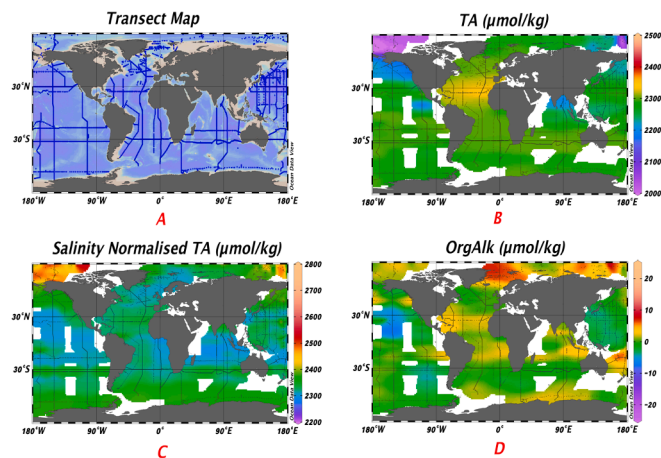 Transect Map
30°N
30°S
180°W 90°W 0° 90°E 180°E
Ocean Data View
A
TA (μmol/kg)
30°N
30°S
180°W 90°W 0° 90°E 180°E
Ocean Data View
2500
2400
2300
2200
2100
2000
B
Salinity Normalised TA (μmol/kg)
30°N
30°S
180°W 90°W 0° 90°E 180°E
Ocean Data View
2800
2700
2600
2500
2400
2300
2200
C
OrgAlk (μmol/kg)
30°N
30°S
180°W 90°W 0° 90°E 180°E
Ocean Data View
20
10
0
-10
-20
D